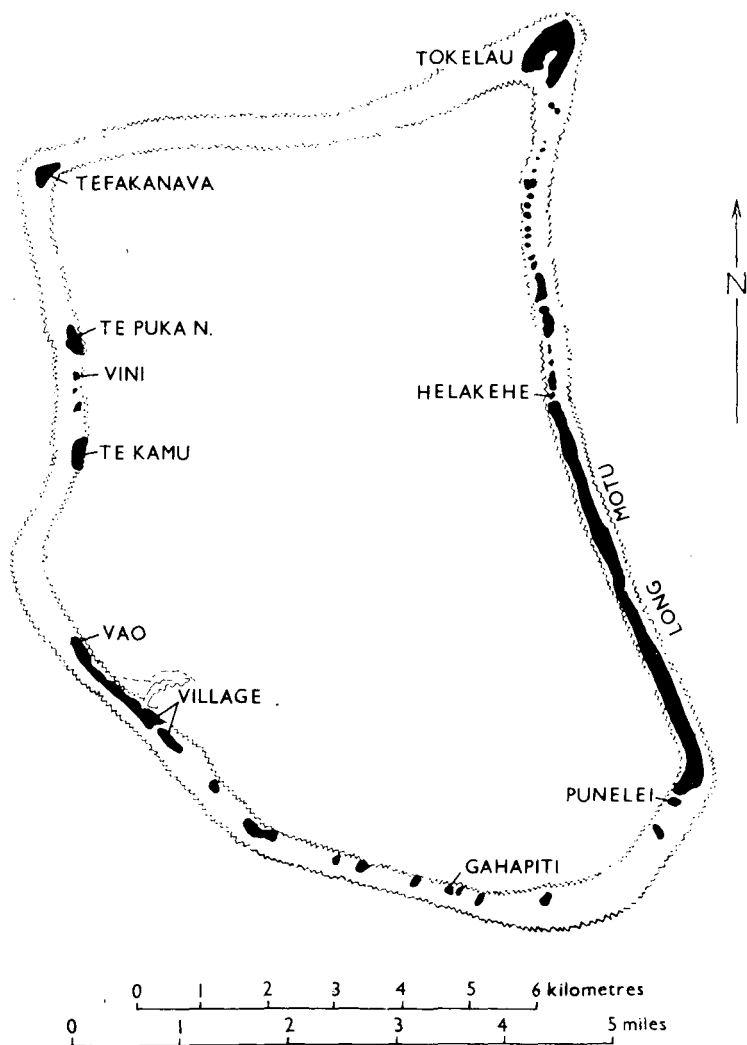 TOKELAU
TEFAKANAVA
N
TE PUKA N.
VINI
HELAKEHE
TE KAMU
MOTU
LONG
VAO
VILLAGE
PUNELEI
GAHAPITI
0 1 2 3 4 5 6 kilometres
0 1 2 3 4 5 miles